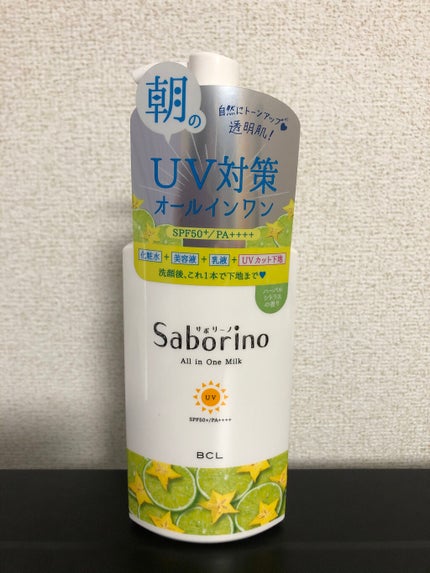 朝の
自然にトーンアップ
透明肌!
UV対策
オールインワン
SPF50+/PA++++
化粧水+美容液+乳液+UVカット下地
洗顔後、これ1本で下地まで♥
ハーバル
シトラス
の香り
サボリーノ
Saborino
All in One Milk
UV
SPF50+/PA++++
BCL